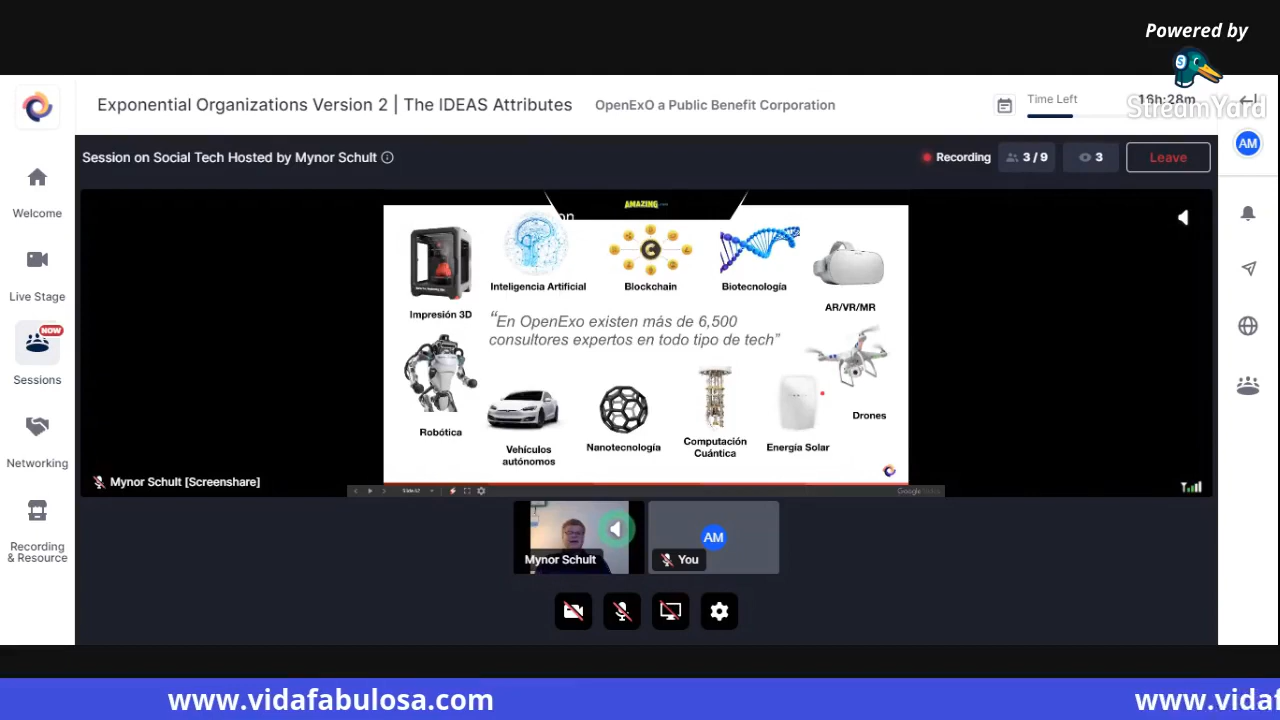 Powered by
StreamYard
Exponential Organizations Version 2 | The IDEAS Attributes
OpenExO a Public Benefit Corporation
Time Left
16h:28m
AM
Session on Social Tech Hosted by Mynor Schult
Recording
3 / 9
3
Leave
Welcome
Live Stage
NOW
Sessions
Networking
Recording
& Resource
AMAZING.com
on
Impresión 3D
Inteligencia Artificial
Blockchain
Biotecnología
AR/VR/MR
“En OpenExo existen más de 6,500
consultores expertos en todo tipo de tech”
Robótica
Vehículos
autónomos
Nanotecnología
Computación
Cuántica
Energía Solar
Drones
Mynor Schult [Screenshare]
Mynor Schult
AM
You
www.vidafabulosa.com
www.vidaf